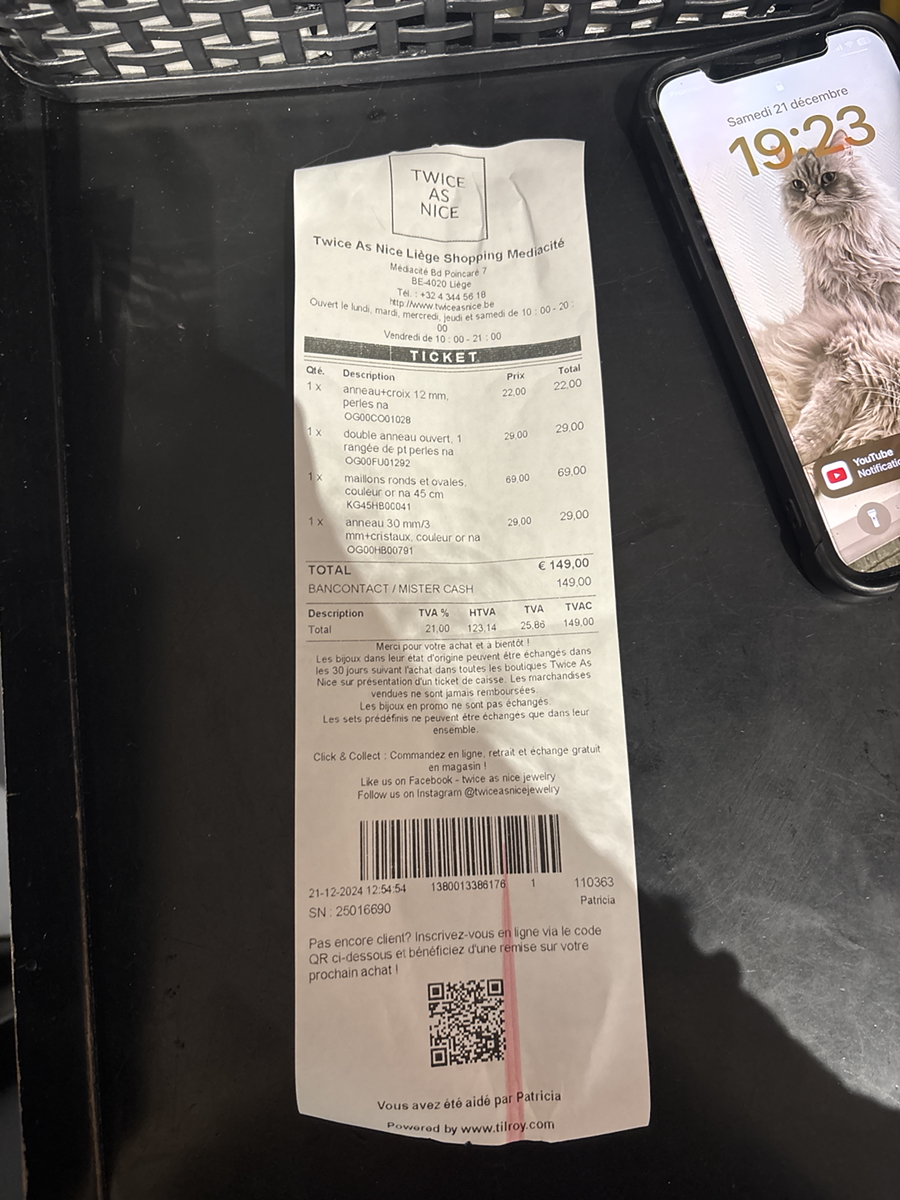 TWICE
AS
NICE
Twice As Nice Liège Shopping Mediacité
Médiacité Bd Poincaré 7
BE-4020 Liège
Tél. : +32 4 344 56 18
http://www.twiceasnice.be
Ouvert le lundi, mardi, mercredi, jeudi et samedi de 10 : 00 - 20 :
00
Vendredi de 10 : 00 - 21 : 00
TICKET
Qté. Description Prix Total
1 x anneau+croix 12 mm, 22,00 22,00
perles na
OG00CO01028
1 x double anneau ouvert, 1 29,00 29,00
rangée de pt perles na
OG00FU01292
1 x maillons ronds et ovales, 69,00 69,00
couleur or na 45 cm
KG45HB00041
1 x anneau 30 mm/3 29,00 29,00
mm+cristaux, couleur or na
OG00HB00791
TOTAL € 149,00
BANCONTACT / MISTER CASH 149,00
Description TVA % HTVA TVA TVAC
Total 21,00 123,14 25,86 149,00
Merci pour votre achat et a bientôt !
Les bijoux dans leur état d'origine peuvent être échangés dans
les 30 jours suivant l'achat dans toutes les boutiques Twice As
Nice sur présentation d'un ticket de caisse. Les marchandises
vendues ne sont jamais remboursées.
Les bijoux en promo ne sont pas échangés.
Les sets prédéfinis ne peuvent être échangés que dans leur
ensemble.
Click & Collect : Commandez en ligne, retrait et échange gratuit
en magasin !
Like us on Facebook - twice as nice jewelry
Follow us on Instagram @twiceasnicejewelry
21-12-2024 12:54:54 1380013386176 1 110363
SN : 25016690 Patricia
Pas encore client? Inscrivez-vous en ligne via le code
QR ci-dessous et bénéficiez d'une remise sur votre
prochain achat !
Vous avez été aidé par Patricia
Powered by www.tilroy.com
Samedi 21 décembre
19:23
YouTube
Notificatio